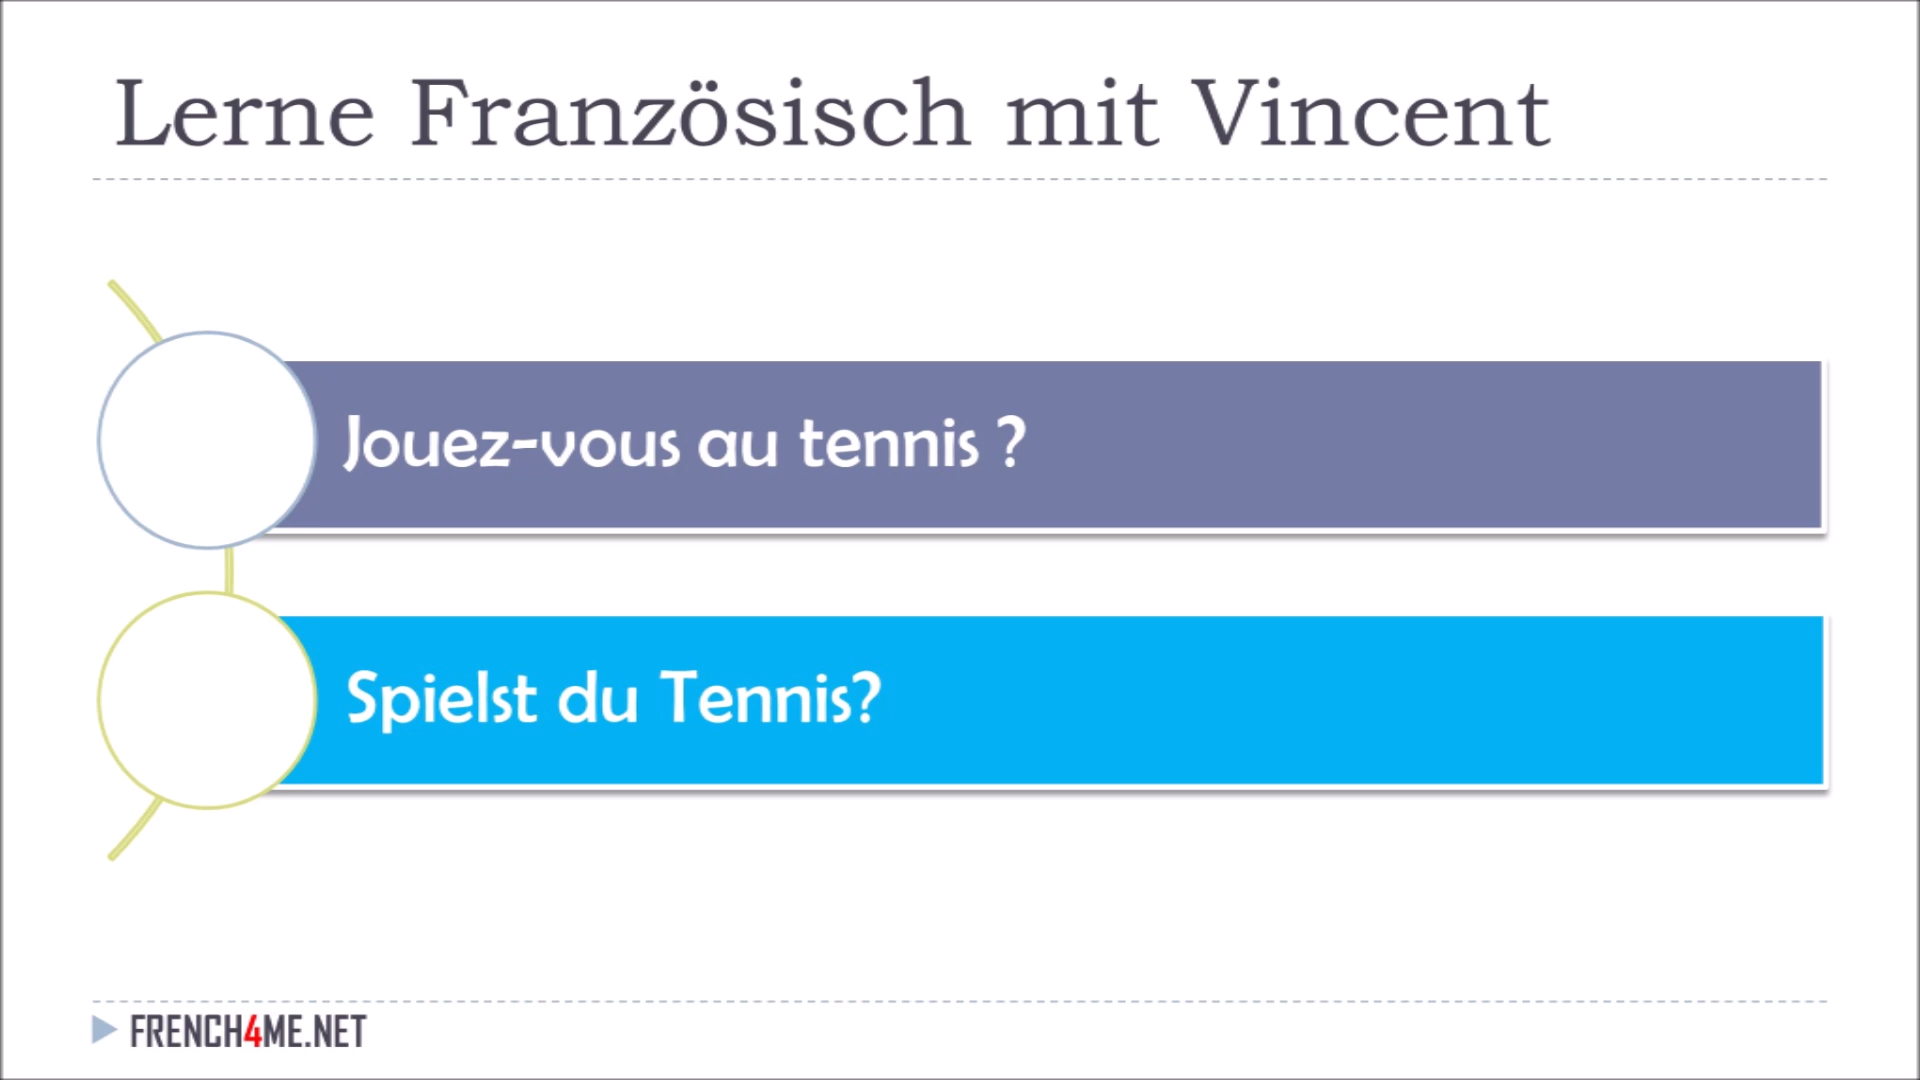 Lerne Französisch mit Vincent
Jouez-vous au tennis ?
Spielst du Tennis?
FRENCH4ME.NET